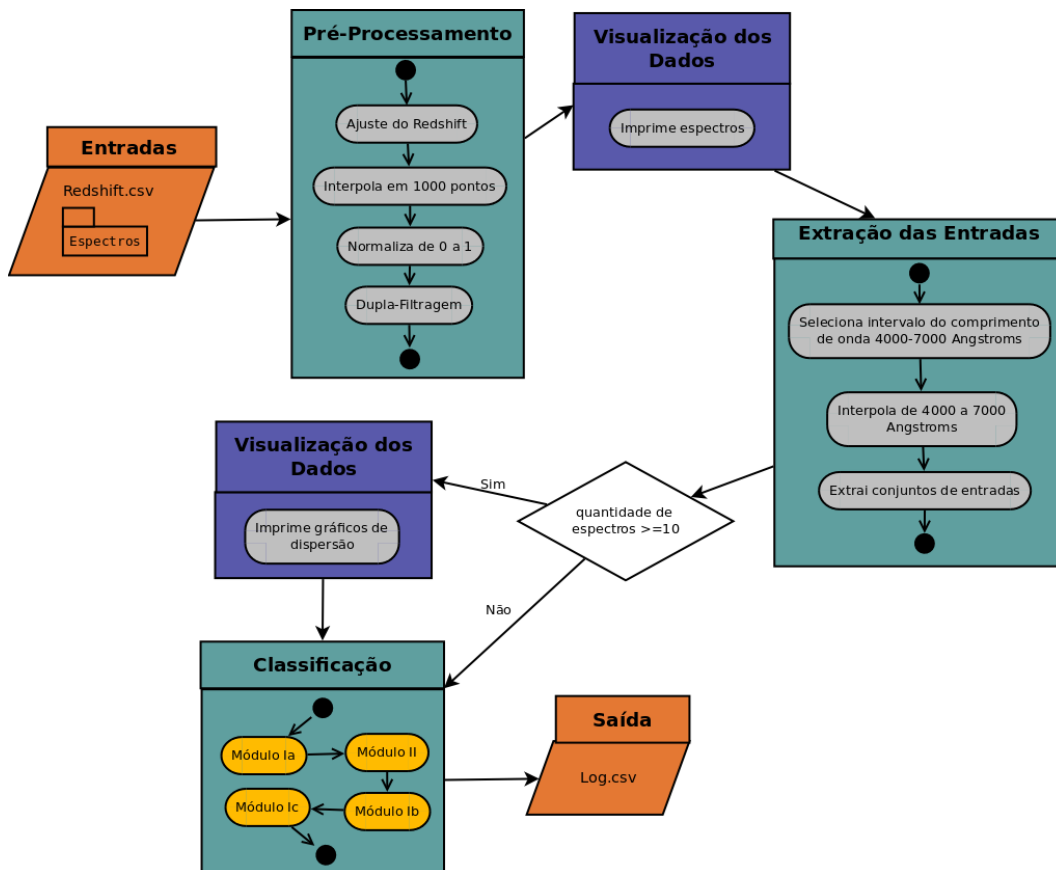 Entradas
Redshift.csv
Espectros
Pré-Processamento
Ajuste do Redshift
Interpola em 1000 pontos
Normaliza de 0 a 1
Dupla-Filtragem
Visualização dos
Dados
Imprime espectros
Extração das Entradas
Seleciona intervalo do comprimento
de onda 4000-7000 Angstroms
Interpola de 4000 a 7000
Angstroms
Extrai conjuntos de entradas
quantidade de
espectros >=10
Sim
Não
Visualização dos
Dados
Imprime gráficos de
dispersão
Classificação
Módulo Ia
Módulo II
Módulo Ib
Módulo Ic
Saída
Log.csv